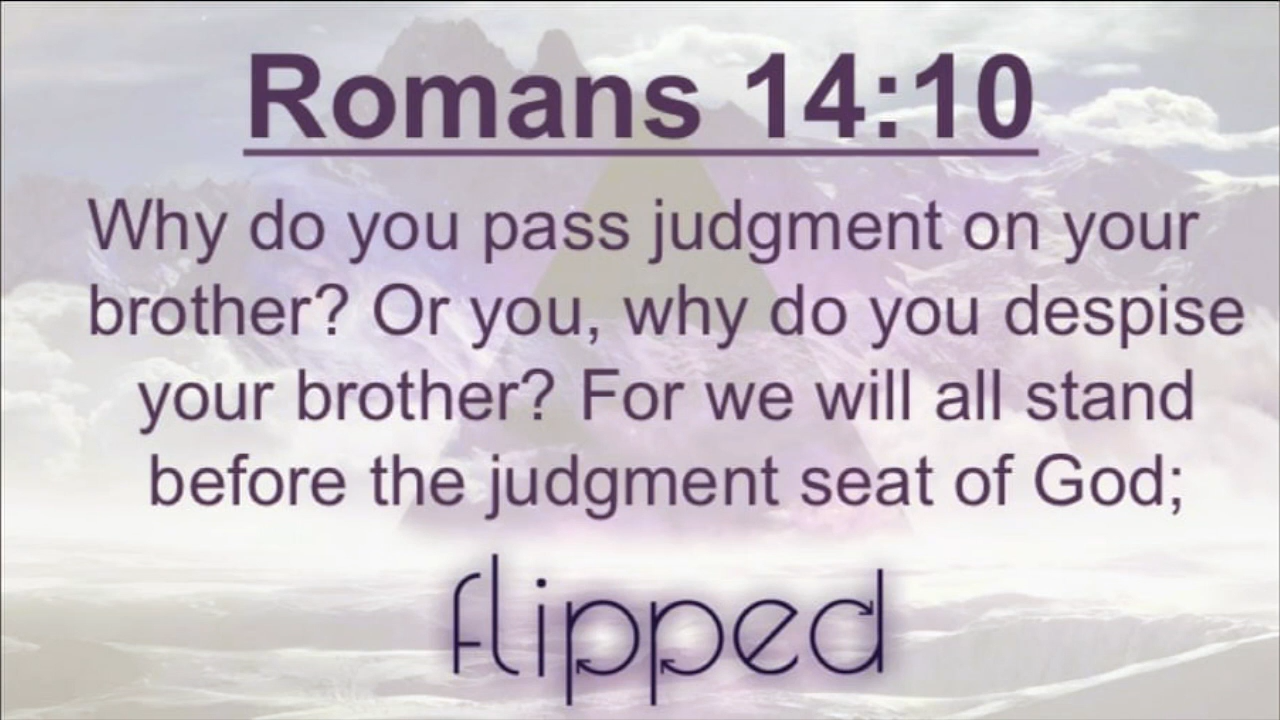 Romans 14:10
Why do you pass judgment on your
brother? Or you, why do you despise
your brother? For we will all stand
before the judgment seat of God;
flipped